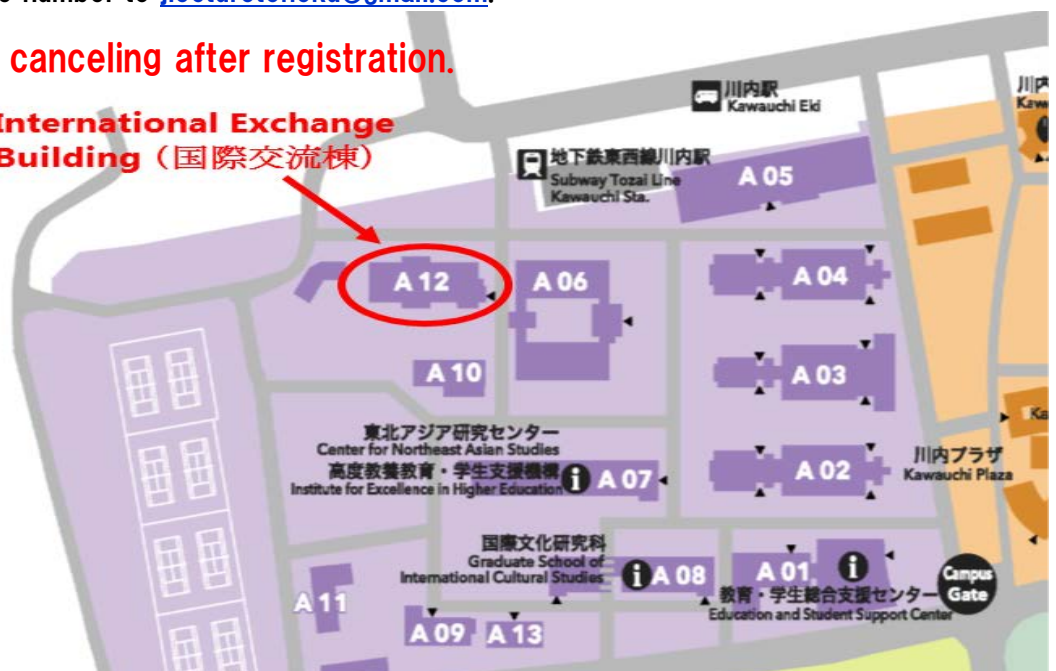 number to
canceling after registration.
International Exchange
Building（国際交流棟）
川内駅
Kawauchi Eki
地下鉄東西線川内駅
Subway Tozai Line
Kawauchi Sta.
A 05
A 12
A 06
A 04
A 10
A 03
東北アジア研究センター
Center for Northeast Asian Studies
高度教養教育・学生支援機構
Institute for Excellence in Higher Education
A 07
A 02
川内プラザ
Kawauchi Plaza
国際文化研究科
Graduate School of
International Cultural Studies
A 08
A 01
教育・学生総合支援センター
Education and Student Support Center
Campus
Gate
A 11
A 09
A 13